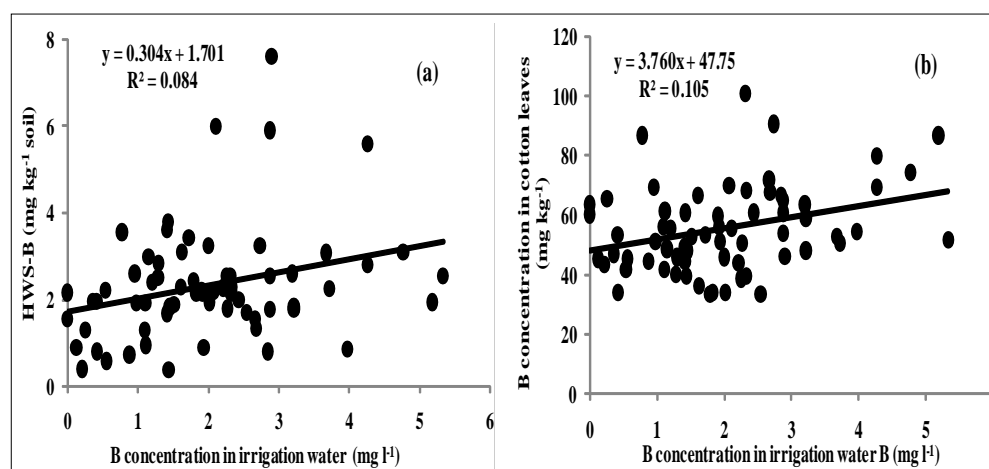 y = 0.304x + 1.701
R² = 0.084
(a)
HWS-B (mg kg⁻¹ soil)
8
6
4
2
0
0 1 2 3 4 5 6
B concentration in irrigation water (mg l⁻¹)
y = 3.760x + 47.75
R² = 0.105
(b)
B concentration in cotton leaves
(mg kg⁻¹)
120
100
80
60
40
20
0
0 1 2 3 4 5 6
B concentration in irrigation water B (mg l⁻¹)